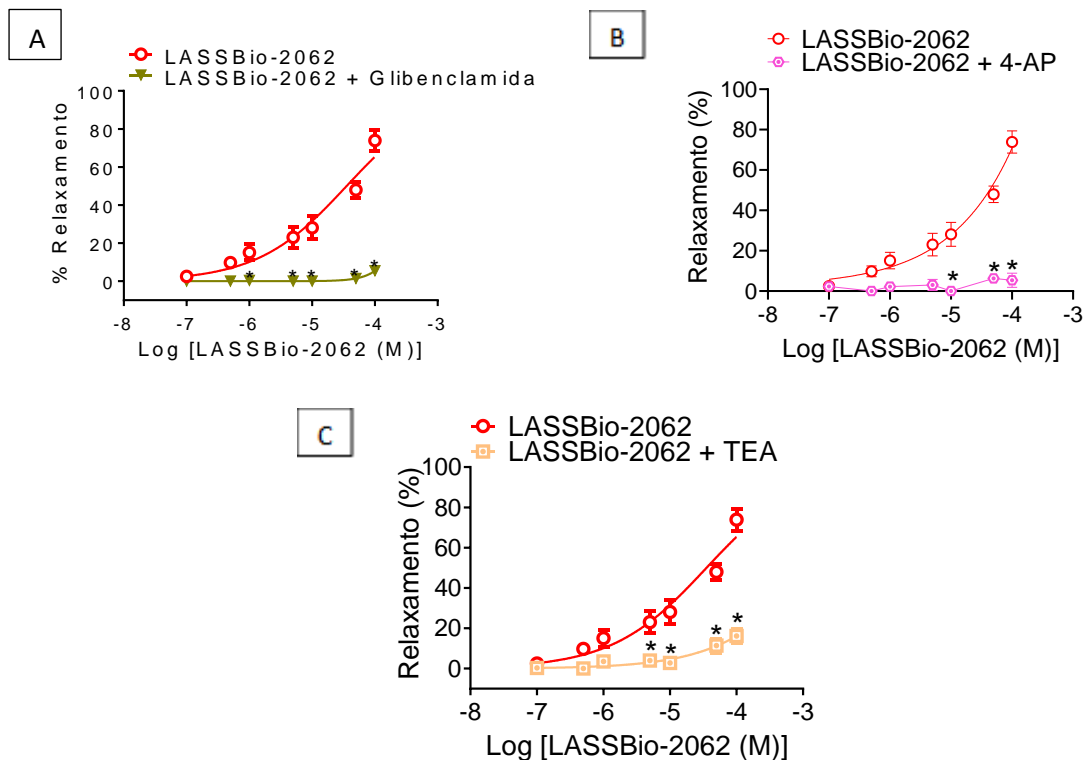 A
LASSBio-2062
LASSBio-2062 + Glibenclamida
% Relaxamento
100
80
60
40
20
0
* * * * *
-8 -7 -6 -5 -4 -3
Log [LASSBio-2062 (M)]
B
LASSBio-2062
LASSBio-2062 + 4-AP
Relaxamento (%)
100
80
60
40
20
0
* * *
-8 -7 -6 -5 -4 -3
Log [LASSBio-2062 (M)]
C
LASSBio-2062
LASSBio-2062 + TEA
Relaxamento (%)
100
80
60
40
20
0
* * * *
-8 -7 -6 -5 -4 -3
Log [LASSBio-2062 (M)]